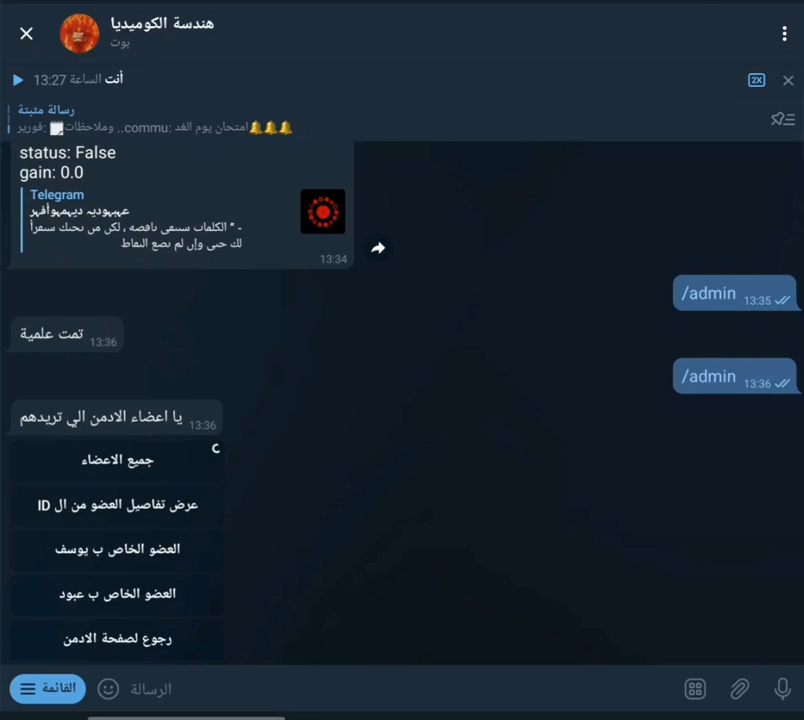 هندسة الكوميديا
بوت
أنت الساعة 13:27
2X
رسالة مثبتة
🔔🔔🔔امتحان يوم الغد :commu.. وملاحظات🗒️ :فورير
status: False
gain: 0.0
Telegram
- " الكلمات ستبقى ناقصة ، لكن من يحبك سيقرأ
لك حتى وإن لم تضع النقاط
13:34
/admin 13:35
تمت علمية 13:36
/admin 13:36
يا اعضاء الادمن الي تريدهم 13:36
جميع الاعضاء
عرض تفاصيل العضو من ال ID
العضو الخاص ب يوسف
العضو الخاص ب عبود
رجوع لصفحة الادمن
القائمة
الرسالة